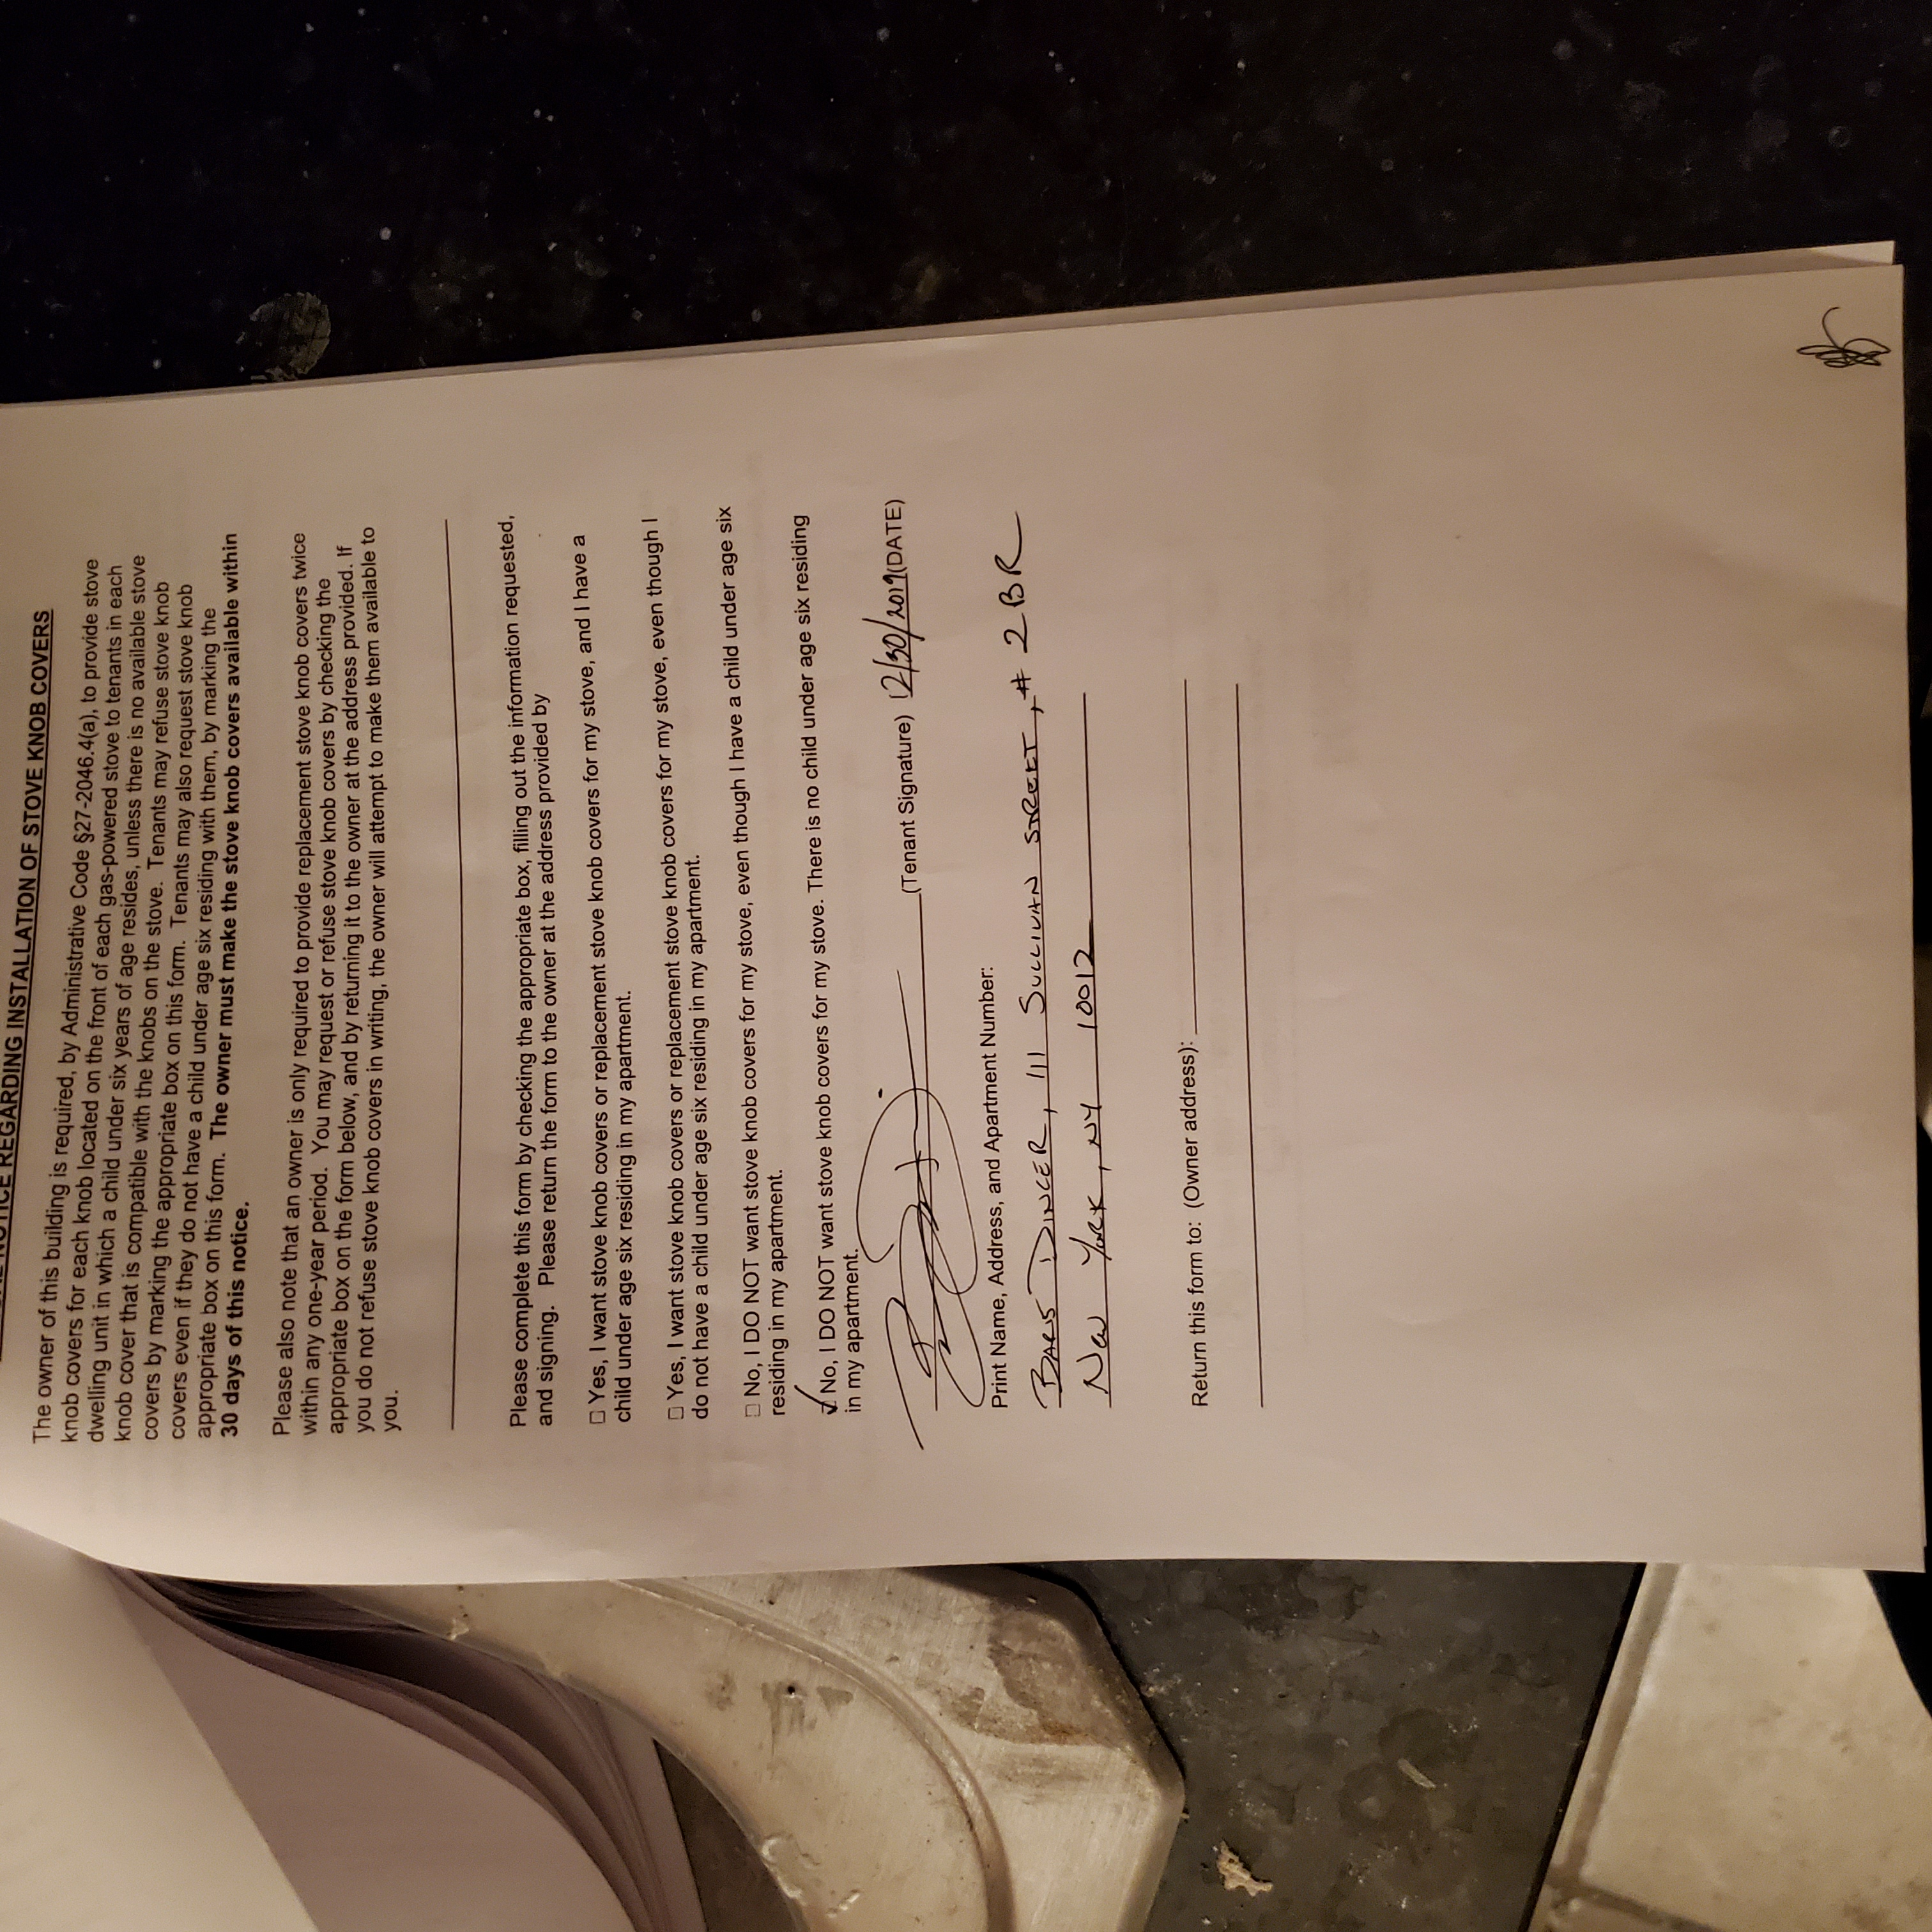 NOTICE REGARDING INSTALLATION OF STOVE KNOB COVERS
The owner of this building is required, by Administrative Code §27-2046.4(a), to provide stove
knob covers for each knob located on the front of each gas-powered stove to tenants in each
dwelling unit in which a child under six years of age resides, unless there is no available stove
knob cover that is compatible with the knobs on the stove. Tenants may refuse stove knob
covers by marking the appropriate box on this form. Tenants may also request stove knob
covers even if they do not have a child under age six residing with them, by marking the
appropriate box on this form. The owner must make the stove knob covers available within
30 days of this notice.
Please also note that an owner is only required to provide replacement stove knob covers twice
within any one-year period. You may request or refuse stove knob covers by checking the
appropriate box on the form below, and by returning it to the owner at the address provided. If
you do not refuse stove knob covers in writing, the owner will attempt to make them available to
you.
Please complete this form by checking the appropriate box, filling out the information requested,
and signing. Please return the form to the owner at the address provided by
☐ Yes, I want stove knob covers or replacement stove knob covers for my stove, and I have a
child under age six residing in my apartment.
☐ Yes, I want stove knob covers or replacement stove knob covers for my stove, even though I
do not have a child under age six residing in my apartment.
☐ No, I DO NOT want stove knob covers for my stove, even though I have a child under age six
residing in my apartment.
☑ No, I DO NOT want stove knob covers for my stove. There is no child under age six residing
in my apartment.
(Tenant Signature) 12/30/2019 (DATE)
Print Name, Address, and Apartment Number:
BARIS DINCER, 111 SULLIVAN STREET, # 2BR
NEW YORK, NY 10012
Return this form to: (Owner address):